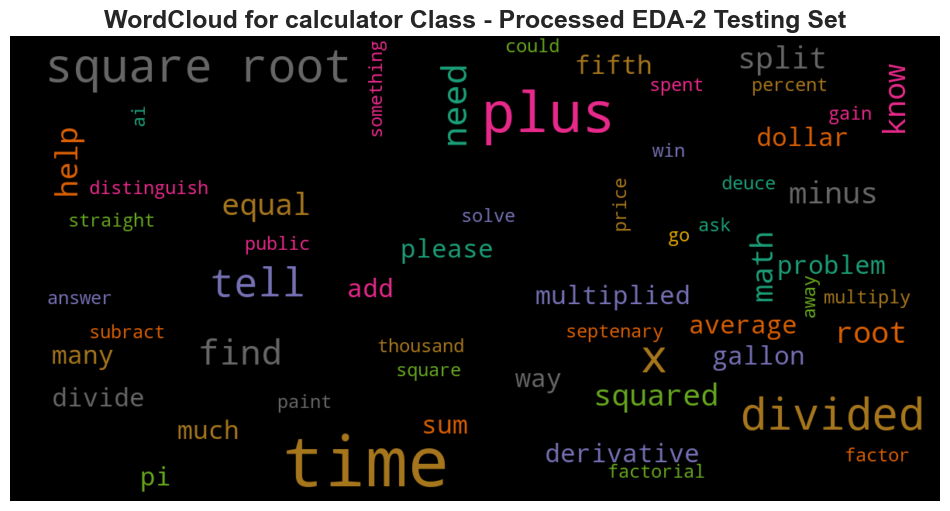 WordCloud for calculator Class - Processed EDA-2 Testing Set
square root
something
could
need
fifth
split
spent
percent
know
plus
gain
ai
dollar
help
win
distinguish
deuce
minus
equal
price
straight
solve
ask
go
public
please
math
problem
tell
add
multiplied
away
multiply
answer
subract
septenary
average
root
many
find
thousand
x
gallon
square
way
squared
divide
paint
divided
much
sum
time
derivative
factor
factorial
pi